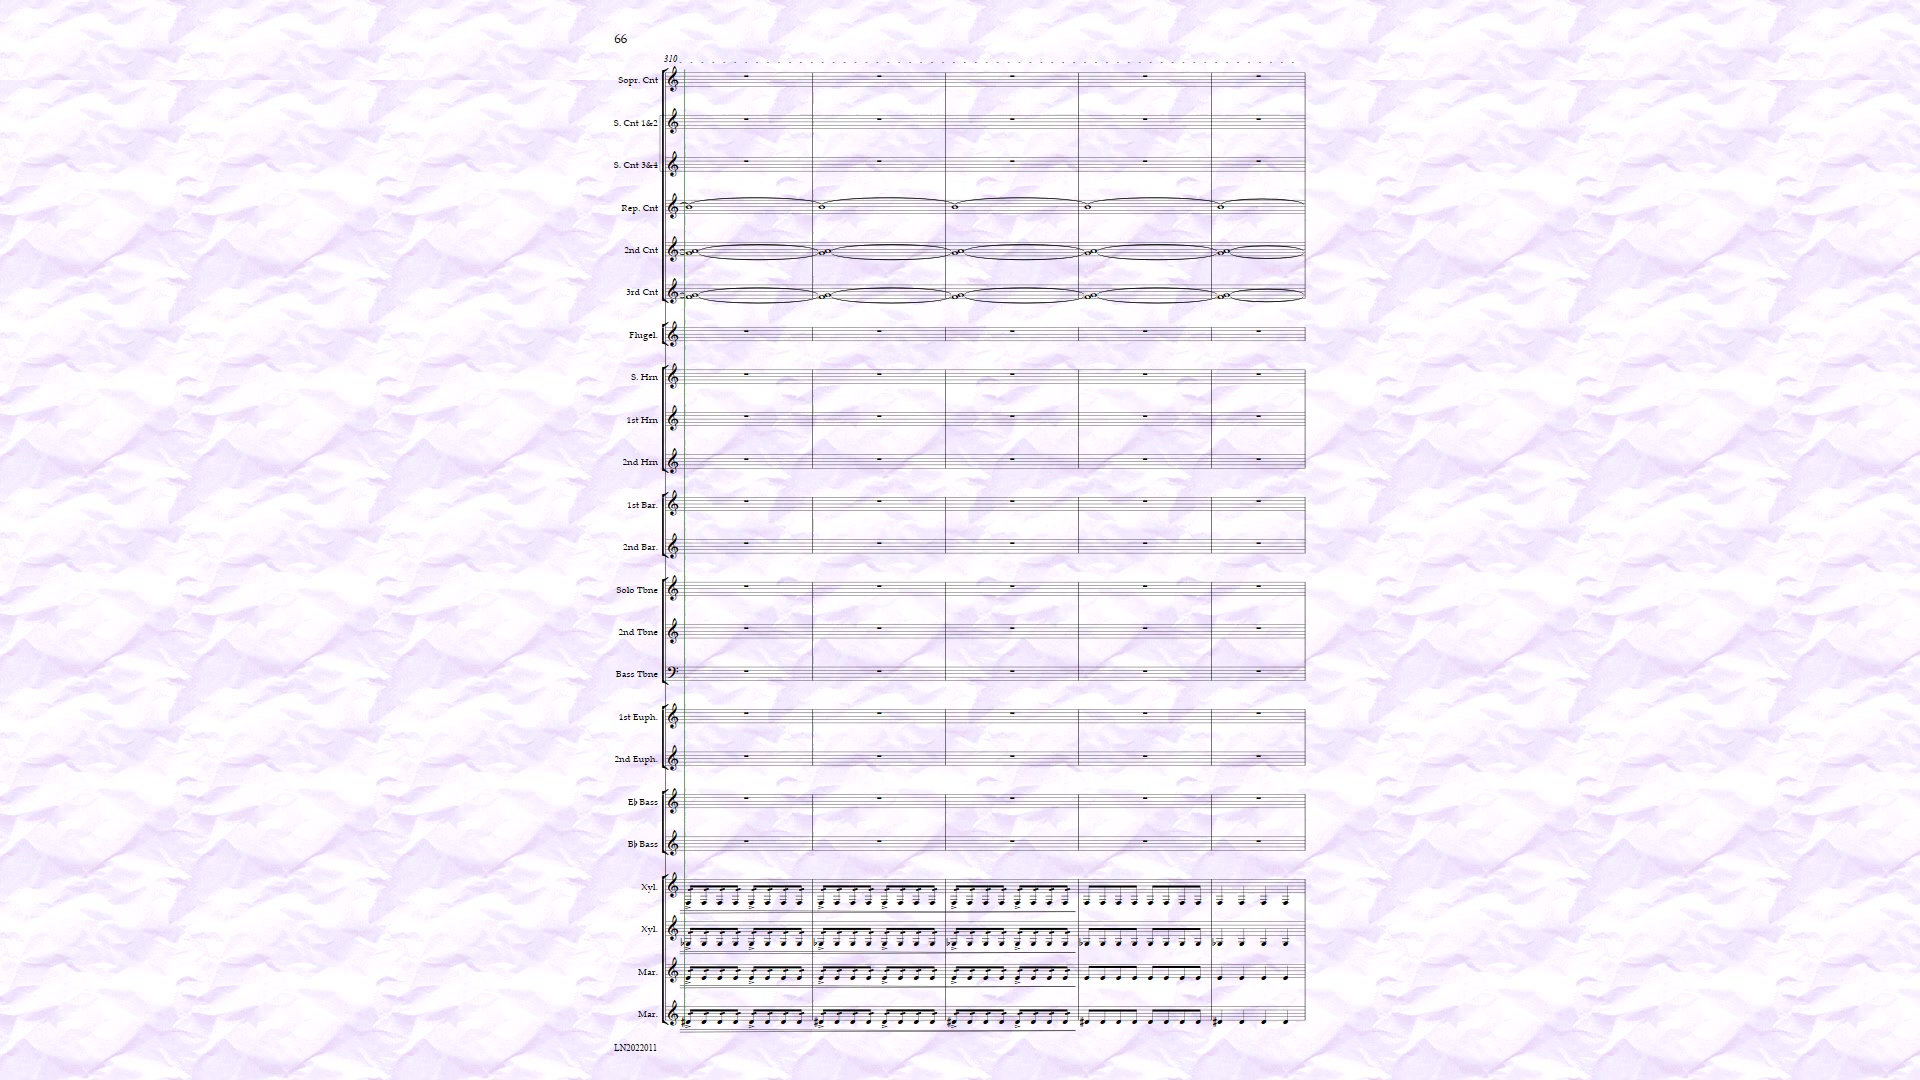 66
310
Sopr. Cnt
S. Cnt 1&2
S. Cnt 3&4
Rep. Cnt
2nd Cnt
3rd Cnt
Flugel.
S. Hrn
1st Hrn
2nd Hrn
1st Bar.
2nd Bar.
Solo Tbne
2nd Tbne
Bass Tbne
1st Euph.
2nd Euph.
E♭ Bass
B♭ Bass
Xyl.
Xyl.
Mar.
Mar.
LN2022011